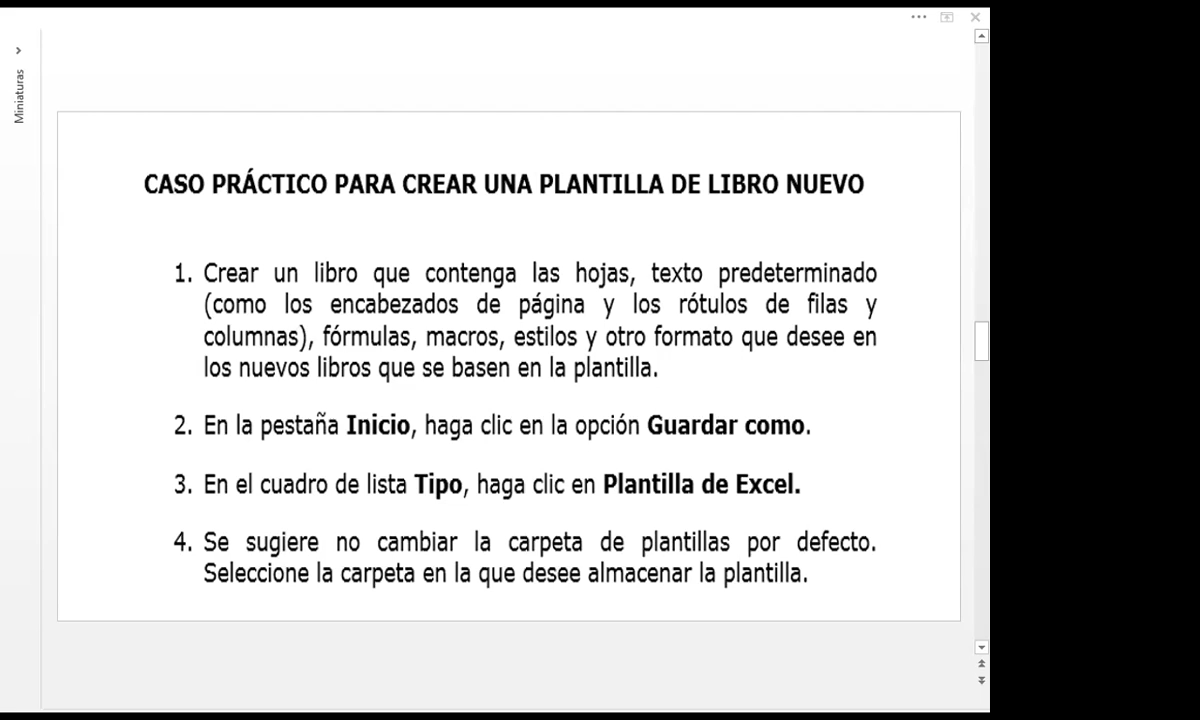 Miniaturas
CASO PRÁCTICO PARA CREAR UNA PLANTILLA DE LIBRO NUEVO
1. Crear un libro que contenga las hojas, texto predeterminado
(como los encabezados de página y los rótulos de filas y
columnas), fórmulas, macros, estilos y otro formato que desee en
los nuevos libros que se basen en la plantilla.
2. En la pestaña Inicio, haga clic en la opción Guardar como.
3. En el cuadro de lista Tipo, haga clic en Plantilla de Excel.
4. Se sugiere no cambiar la carpeta de plantillas por defecto.
Seleccione la carpeta en la que desee almacenar la plantilla.